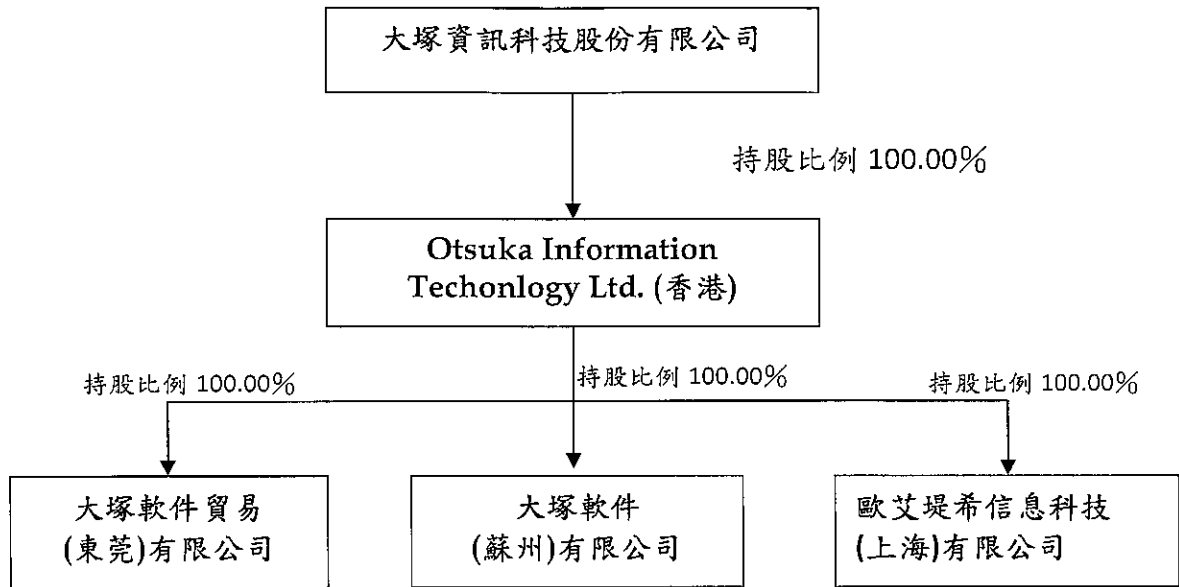 大塚資訊科技股份有限公司
持股比例 100.00%
Otsuka Information
Techonlogy Ltd. (香港)
持股比例 100.00%
持股比例 100.00%
持股比例 100.00%
大塚軟件貿易
(東莞)有限公司
大塚軟件
(蘇州)有限公司
歐艾堤希信息科技
(上海)有限公司